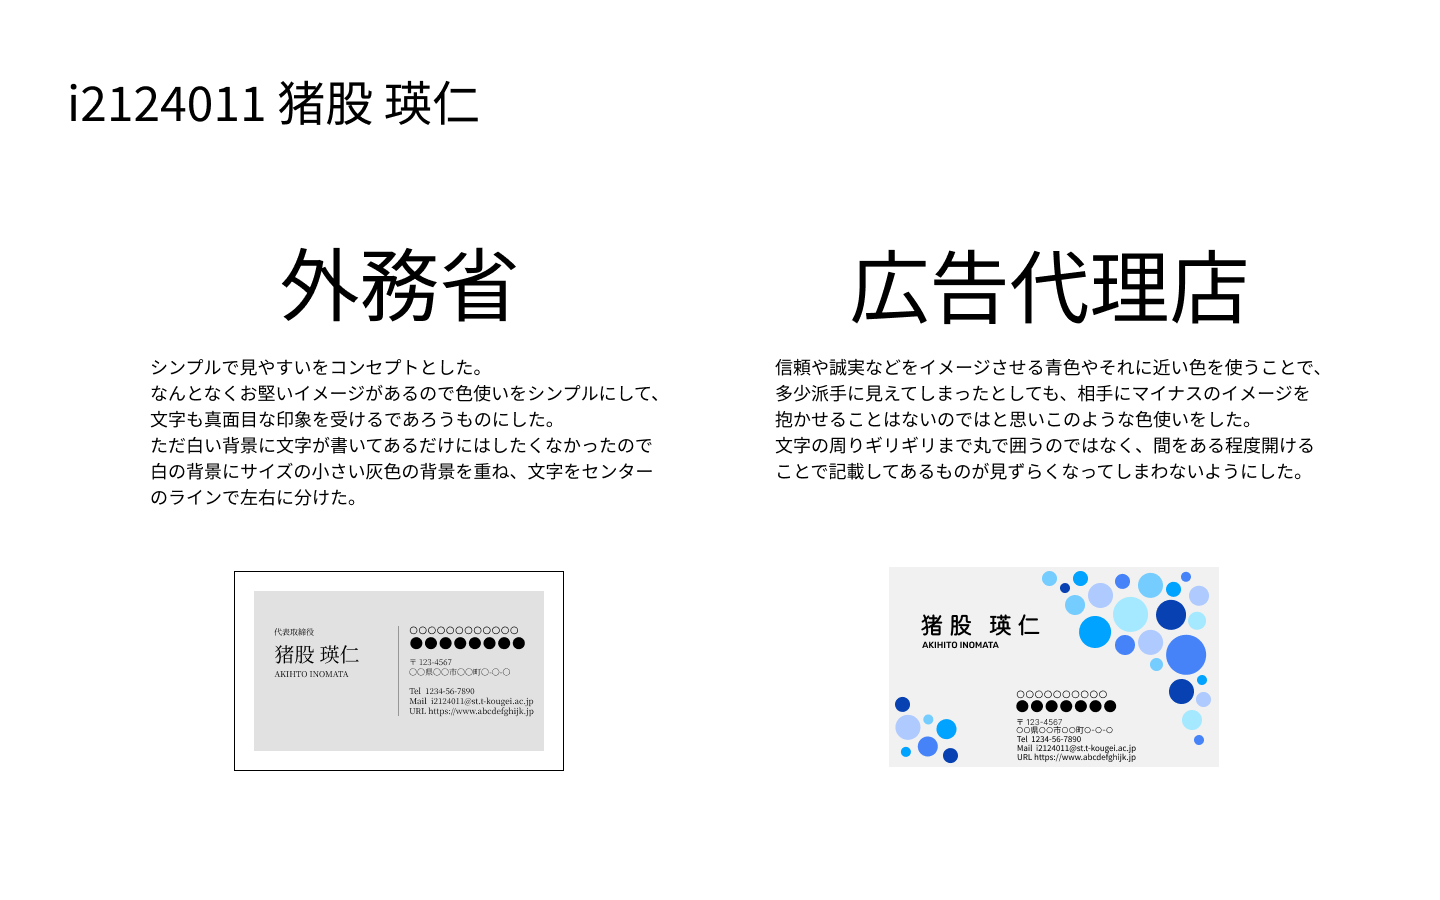 i2124011 猪股 瑛仁
外務省
シンプルで見やすいをコンセプトとした。
なんとなくお堅いイメージがあるので色使いをシンプルにして、
文字も真面目な印象を受けるであろうものにした。
ただ白い背景に文字が書いてあるだけにはしたくなかったので
白の背景にサイズの小さい灰色の背景を重ね、文字をセンター
のラインで左右に分けた。
代表取締役
猪股 瑛仁
AKIHTO INOMATA
○○○○○○○○○○○○
●●●●●●●●
〒 123-4567
○○県○○市○○町○-○-○
Tel 1234-56-7890
Mail i2124011@st.t-kougei.ac.jp
URL https://www.abcdefghijk.jp
広告代理店
信頼や誠実などをイメージさせる青色やそれに近い色を使うことで、
多少派手に見えてしまったとしても、相手にマイナスのイメージを
抱かせることはないのではと思いこのような色使いをした。
文字の周りギリギリまで丸で囲うのではなく、間をある程度開ける
ことで記載してあるものが見ずらくなってしまわないようにした。
猪股 瑛仁
AKIHITO INOMATA
○○○○○○○○○○
●●●●●●●
〒 123-4567
○○県○○市○○町○-○-○
Tel 1234-56-7890
Mail i2124011@st.t-kougei.ac.jp
URL https://www.abcdefghijk.jp